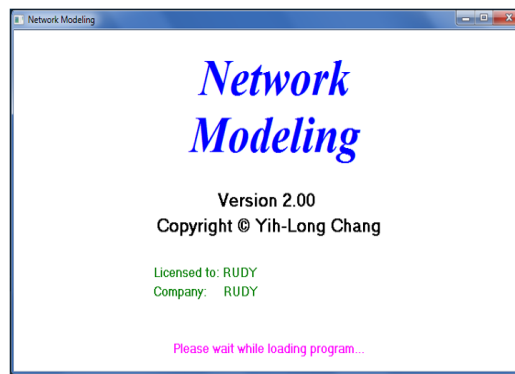 Network Modeling
Network
Modeling
Version 2.00
Copyright © Yih-Long Chang
Licensed to: RUDY
Company: RUDY
Please wait while loading program...